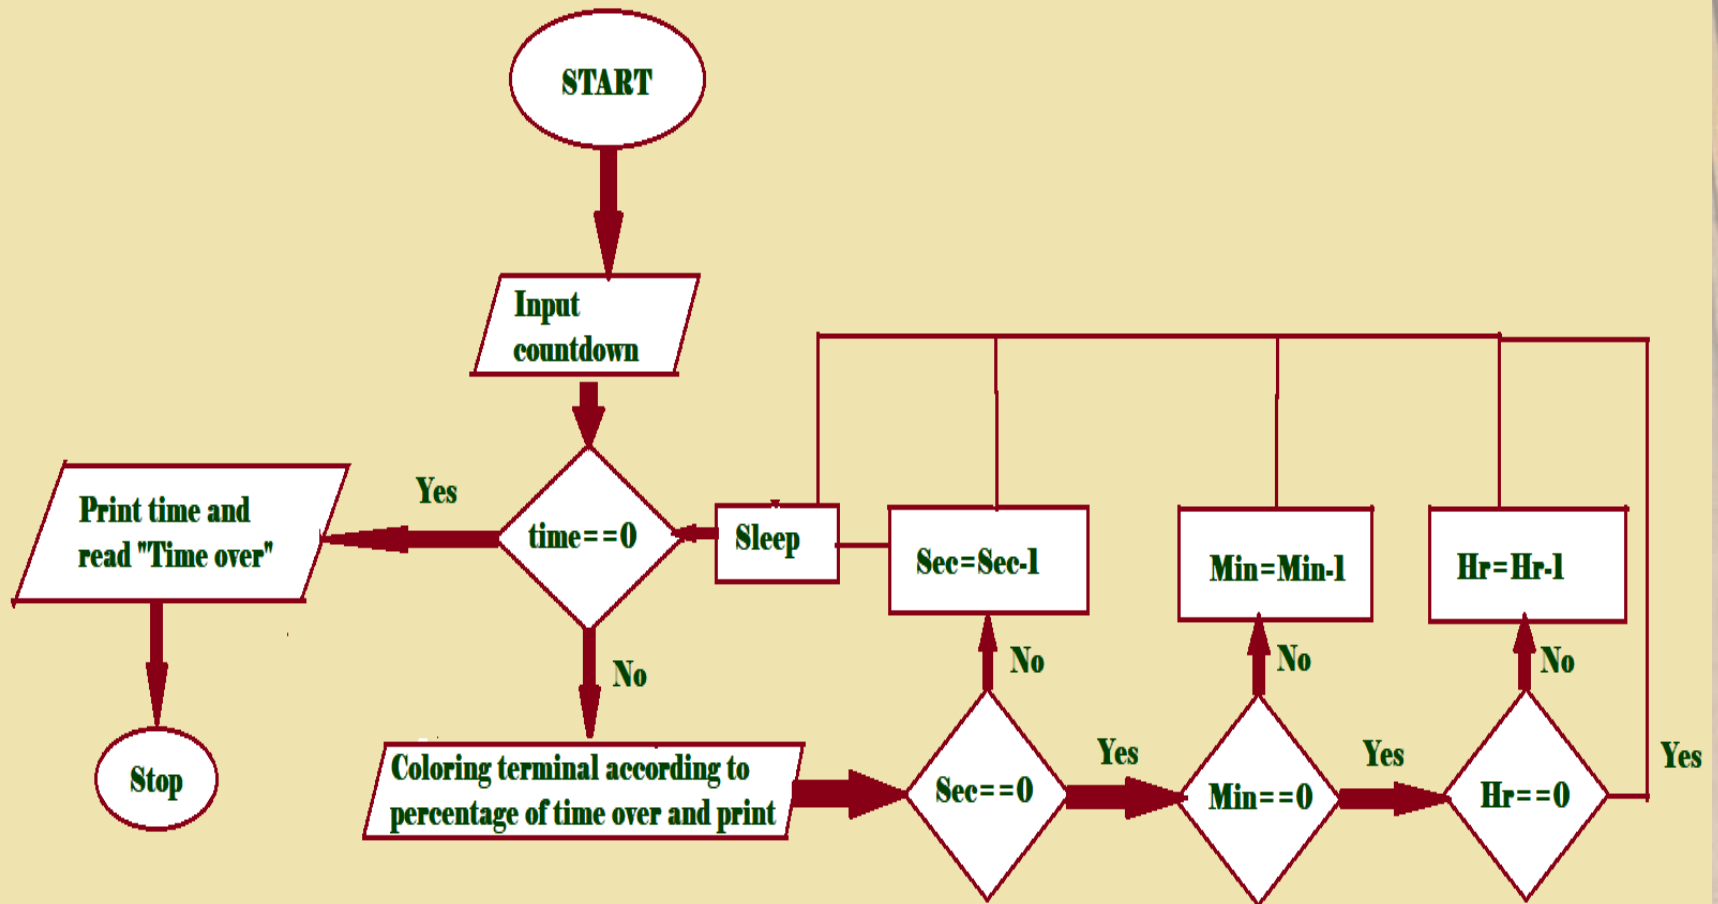 START
Input
countdown
time==0
Yes
Print time and
read "Time over"
Stop
No
Coloring terminal according to
percentage of time over and print
Sec==0
No
Sec=Sec-1
Sleep
Yes
Min==0
No
Min=Min-1
Yes
Hr==0
No
Hr=Hr-1
Yes